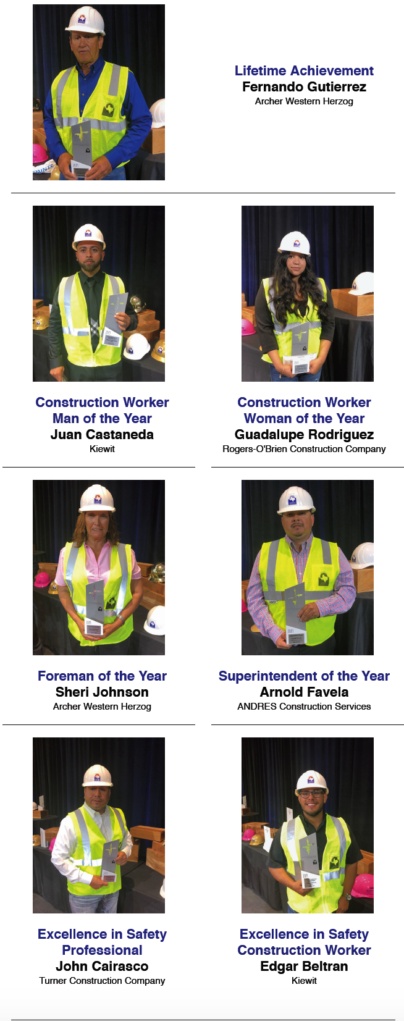 Lifetime Achievement
Fernando Gutierrez
Archer Western Herzog
Construction Worker
Man of the Year
Juan Castaneda
Kiewit
Construction Worker
Woman of the Year
Guadalupe Rodriguez
Rogers-O'Brien Construction Company
Foreman of the Year
Sheri Johnson
Archer Western Herzog
Superintendent of the Year
Arnold Favela
ANDRES Construction Services
Excellence in Safety
Professional
John Cairasco
Turner Construction Company
Excellence in Safety
Construction Worker
Edgar Beltran
Kiewit